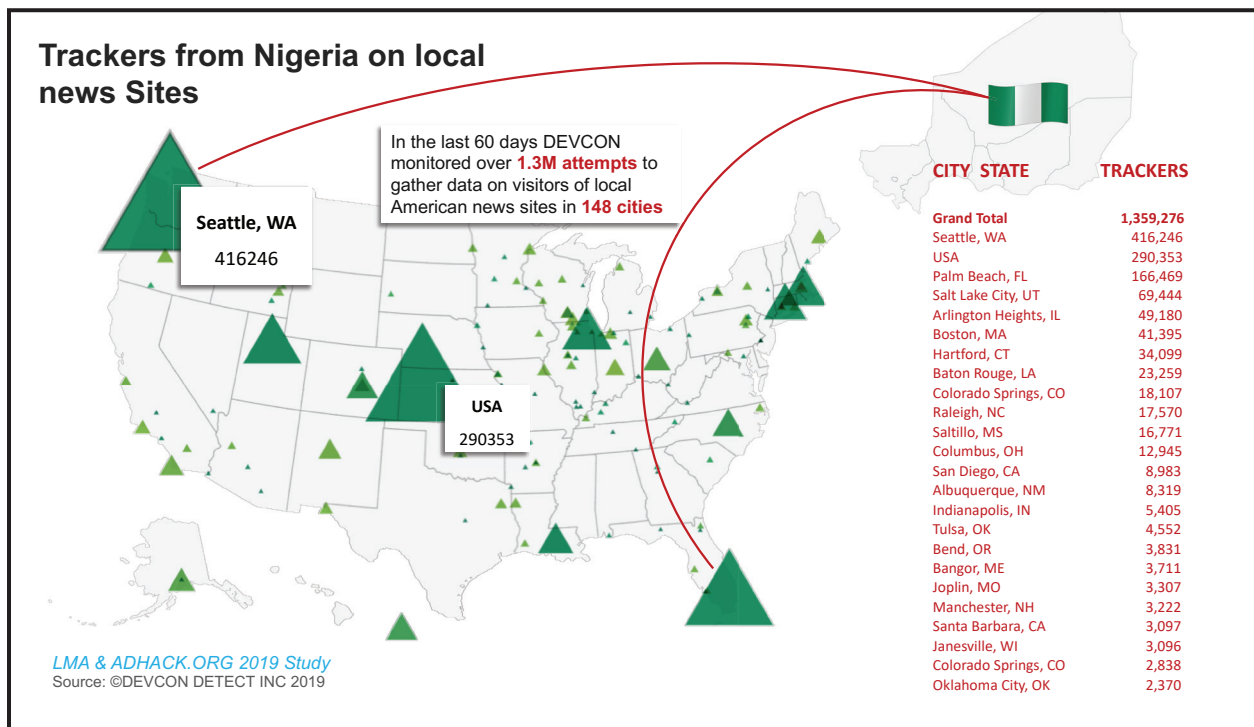 Trackers from Nigeria on local
news Sites
In the last 60 days DEVCON
monitored over 1.3M attempts to
gather data on visitors of local
American news sites in 148 cities
Seattle, WA
416246
USA
290353
CITY STATE TRACKERS
Grand Total 1,359,276
Seattle, WA 416,246
USA 290,353
Palm Beach, FL 166,469
Salt Lake City, UT 69,444
Arlington Heights, IL 49,180
Boston, MA 41,395
Hartford, CT 34,099
Baton Rouge, LA 23,259
Colorado Springs, CO 18,107
Raleigh, NC 17,570
Saltillo, MS 16,771
Columbus, OH 12,945
San Diego, CA 8,983
Albuquerque, NM 8,319
Indianapolis, IN 5,405
Tulsa, OK 4,552
Bend, OR 3,831
Bangor, ME 3,711
Joplin, MO 3,307
Manchester, NH 3,222
Santa Barbara, CA 3,097
Janesville, WI 3,096
Colorado Springs, CO 2,838
Oklahoma City, OK 2,370
LMA & ADHACK.ORG 2019 Study
Source: ©DEVCON DETECT INC 2019